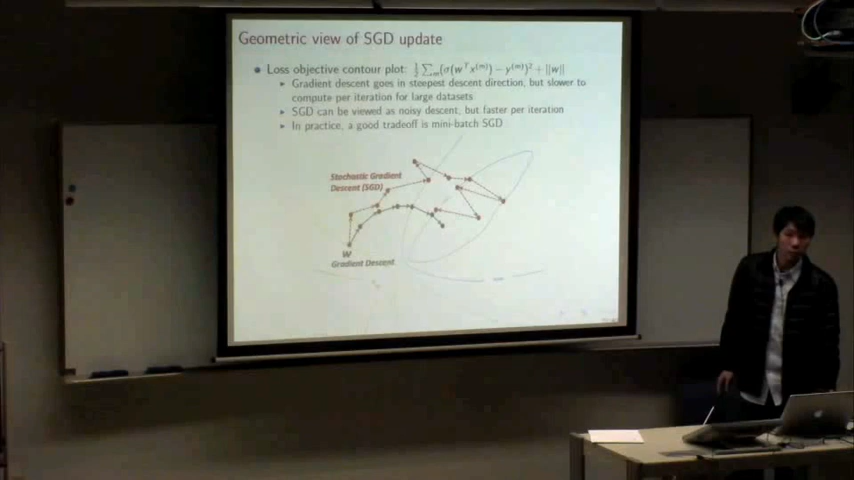 Geometric view of SGD update
Loss objective contour plot: ½ ∑ₘ(σ(wᵀx⁽ᵐ⁾) − y⁽ᵐ⁾)² + ||w||
Gradient descent goes in steepest descent direction, but slower to
compute per iteration for large datasets
SGD can be viewed as noisy descent, but faster per iteration
In practice, a good tradeoff is mini-batch SGD
Stochastic Gradient
Descent (SGD)
W
Gradient Descent